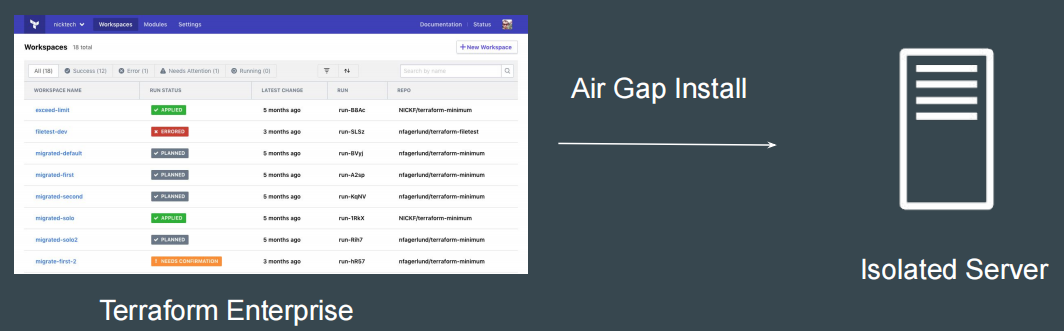 nicktech Workspaces Modules Settings Documentation Status
Workspaces 18 total
+ New Workspace
All (18) Success (12) Error (1) Needs Attention (1) Running (0) Search by name
WORKSPACE NAME RUN STATUS LATEST CHANGE RUN REPO
exceed-limit APPLIED 5 months ago run-B8Ac NICKF/terraform-minimum
filetest-dev ERRORED 3 months ago run-SLSz nfagerlund/terraform-filetest
migrated-default PLANNED 5 months ago run-BVyj nfagerlund/terraform-minimum
migrated-first PLANNED 5 months ago run-A2sp nfagerlund/terraform-minimum
migrated-second PLANNED 5 months ago run-KqNV nfagerlund/terraform-minimum
migrated-solo APPLIED 5 months ago run-1RkX NICKF/terraform-minimum
migrated-solo2 PLANNED 5 months ago run-Rih7 nfagerlund/terraform-minimum
migrate-first-2 ! NEEDS CONFIRMATION 3 months ago run-hR57 nfagerlund/terraform-minimum
Terraform Enterprise
Air Gap Install
Isolated Server